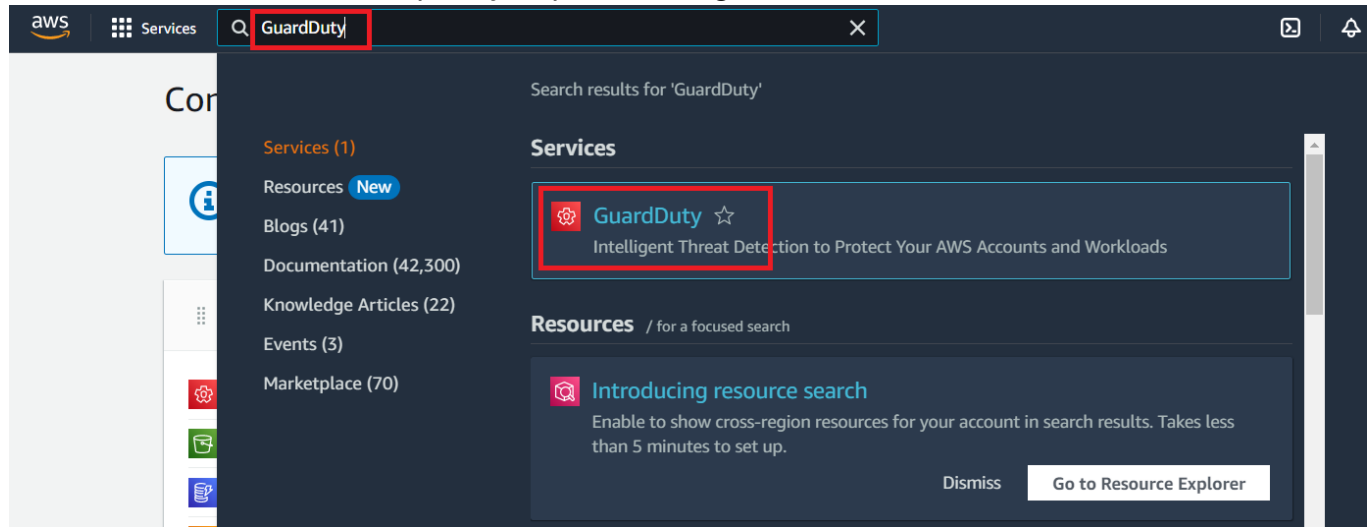 aws
Services
GuardDuty
Con
Search results for 'GuardDuty'
Services (1)
Resources New
Blogs (41)
Documentation (42,300)
Knowledge Articles (22)
Events (3)
Marketplace (70)
Services
GuardDuty
Intelligent Threat Detection to Protect Your AWS Accounts and Workloads
Resources / for a focused search
Introducing resource search
Enable to show cross-region resources for your account in search results. Takes less
than 5 minutes to set up.
Dismiss
Go to Resource Explorer